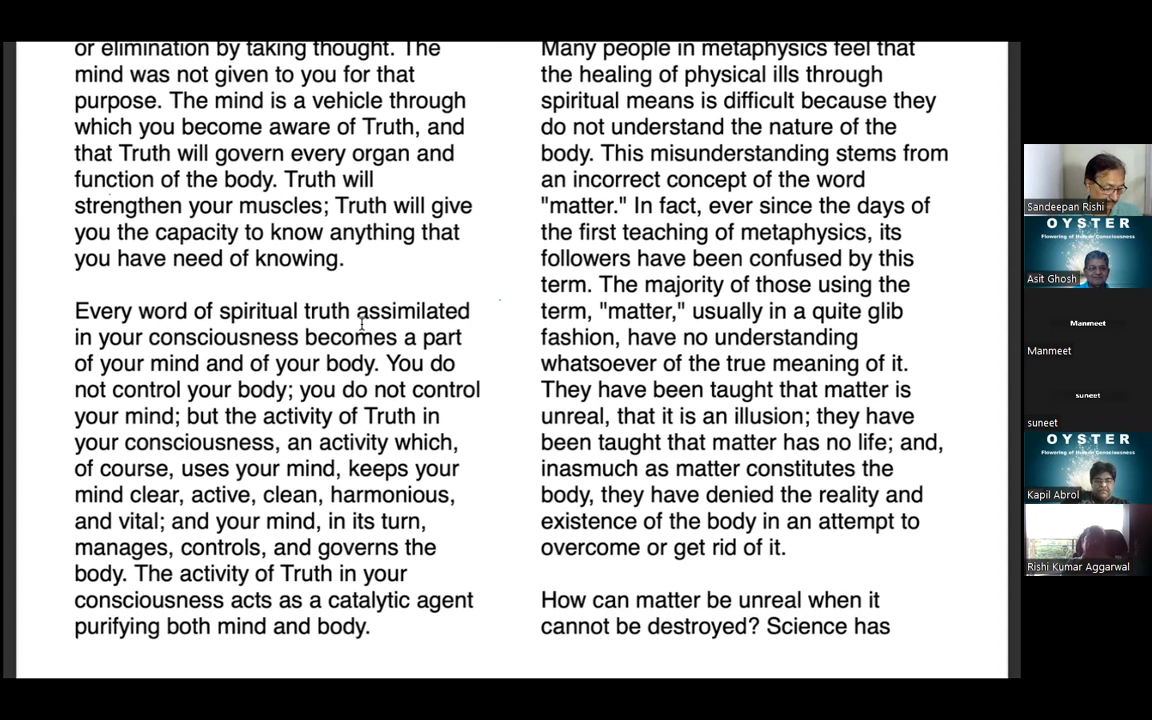 or elimination by taking thought. The
mind was not given to you for that
purpose. The mind is a vehicle through
which you become aware of Truth, and
that Truth will govern every organ and
function of the body. Truth will
strengthen your muscles; Truth will give
you the capacity to know anything that
you have need of knowing.
Every word of spiritual truth assimilated
in your consciousness becomes a part
of your mind and of your body. You do
not control your body; you do not control
your mind; but the activity of Truth in
your consciousness, an activity which,
of course, uses your mind, keeps your
mind clear, active, clean, harmonious,
and vital; and your mind, in its turn,
manages, controls, and governs the
body. The activity of Truth in your
consciousness acts as a catalytic agent
purifying both mind and body.
Many people in metaphysics feel that
the healing of physical ills through
spiritual means is difficult because they
do not understand the nature of the
body. This misunderstanding stems from
an incorrect concept of the word
"matter." In fact, ever since the days of
the first teaching of metaphysics, its
followers have been confused by this
term. The majority of those using the
term, "matter," usually in a quite glib
fashion, have no understanding
whatsoever of the true meaning of it.
They have been taught that matter is
unreal, that it is an illusion; they have
been taught that matter has no life; and,
inasmuch as matter constitutes the
body, they have denied the reality and
existence of the body in an attempt to
overcome or get rid of it.
How can matter be unreal when it
cannot be destroyed? Science has
Sandeepan Rishi
OYSTER
Flowering of Human Consciousness
Asit Ghosh
Manmeet
Manmeet
suneet
suneet
OYSTER
Flowering of Human Consciousness
Kapil Abrol
Rishi Kumar Aggarwal